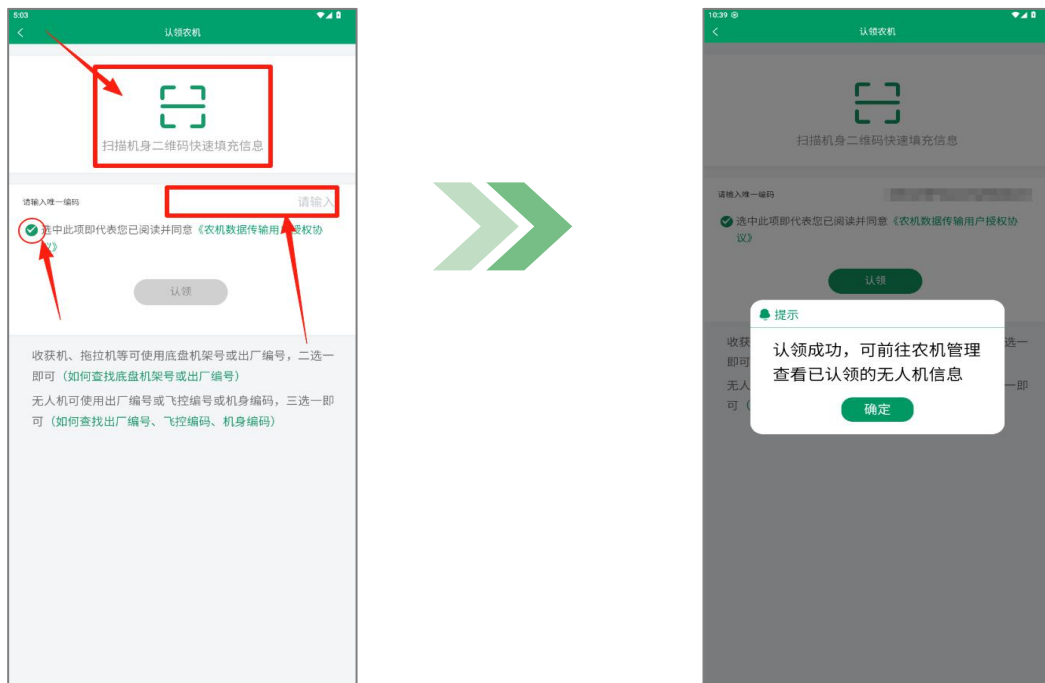 5:03
认领农机
扫描机身二维码快速填充信息
请输入唯一编码
请输入
选中此项即代表您已阅读并同意《农机数据传输用户授权协
议》
认领
收获机、拖拉机等可使用底盘机架号或出厂编号，二选一
即可（如何查找底盘机架号或出厂编号）
无人机可使用出厂编号或飞控编号或机身编码，三选一即
可（如何查找出厂编号、飞控编码、机身编码）
10:39
认领农机
扫描机身二维码快速填充信息
请输入唯一编码
选中此项即代表您已阅读并同意《农机数据传输用户授权协
议》
认领
提示
认领成功，可前往农机管理
查看已认领的无人机信息
确定
收获
选一
即可
无人
一即
可（